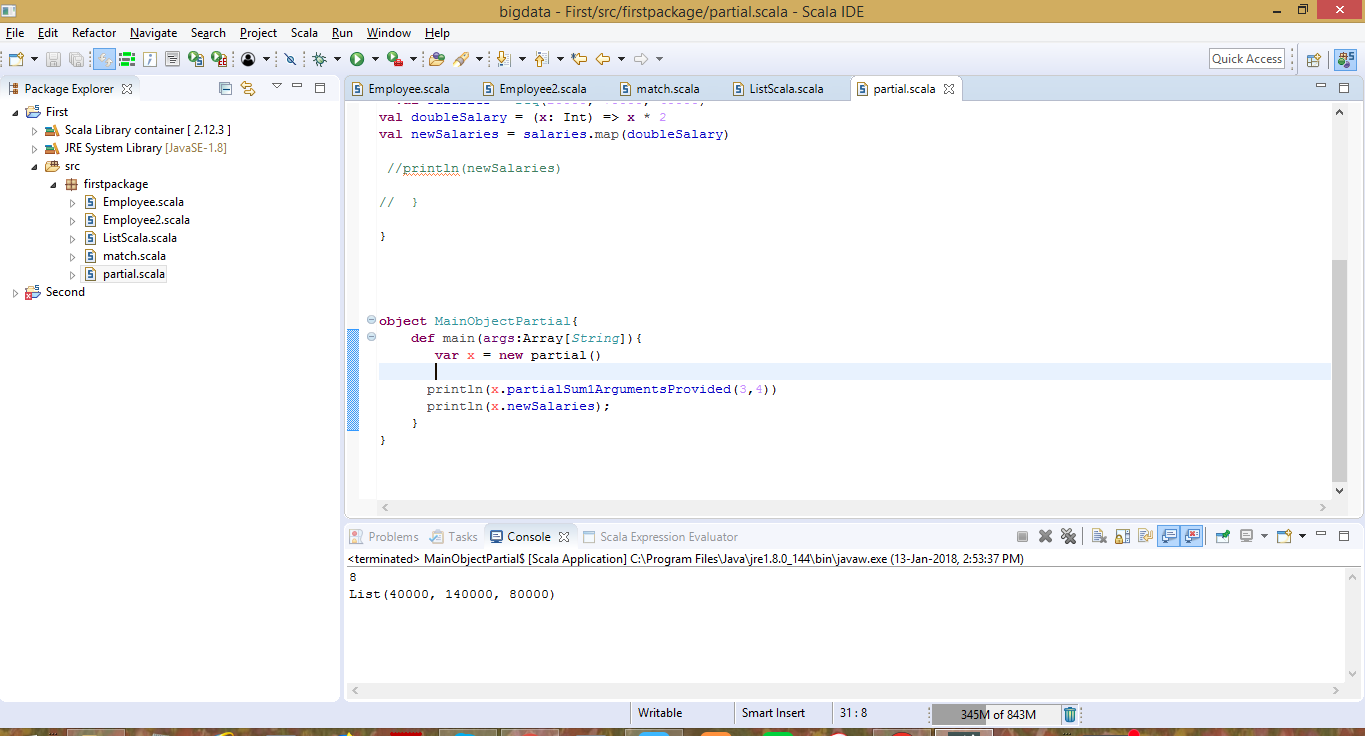 bigdata - First/src/firstpackage/partial.scala - Scala IDE
File Edit Refactor Navigate Search Project Scala Run Window Help
Quick Access
Package Explorer
First
Scala Library container [ 2.12.3 ]
JRE System Library [JavaSE-1.8]
src
firstpackage
Employee.scala
Employee2.scala
ListScala.scala
match.scala
partial.scala
Second
Employee.scala Employee2.scala match.scala ListScala.scala partial.scala
val doubleSalary = (x: Int) => x * 2
val newSalaries = salaries.map(doubleSalary)
//println(newSalaries)
// }
}
object MainObjectPartial{
def main(args:Array[String]){
var x = new partial()
println(x.partialSum1ArgumentsProvided(3,4))
println(x.newSalaries);
}
}
Problems Tasks Console Scala Expression Evaluator
<terminated> MainObjectPartial$ [Scala Application] C:\Program Files\Java\jre1.8.0_144\bin\javaw.exe (13-Jan-2018, 2:53:37 PM)
8
List(40000, 140000, 80000)
Writable Smart Insert 31 : 8 345M of 843M